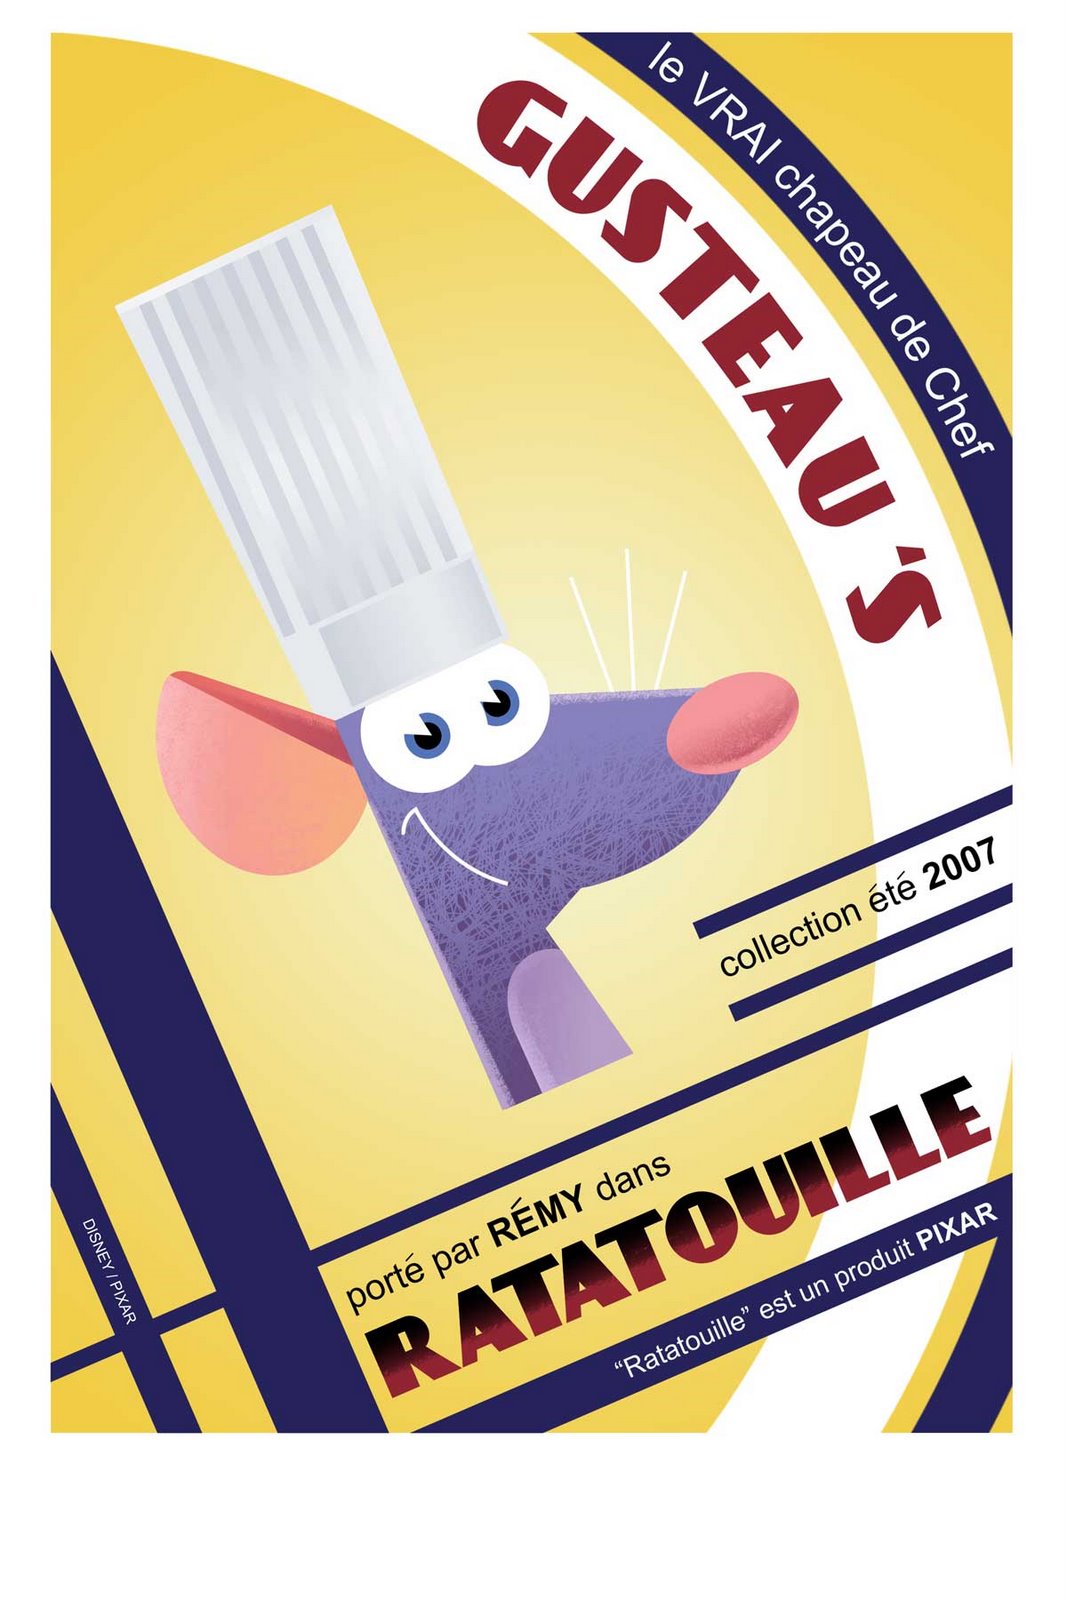 le VRAI chapeau de Chef
GUSTEAU'S
collection été 2007
porté par RÉMY dans
RATATOUILLE
“Ratatouille” est un produit PIXAR
DISNEY / PIXAR